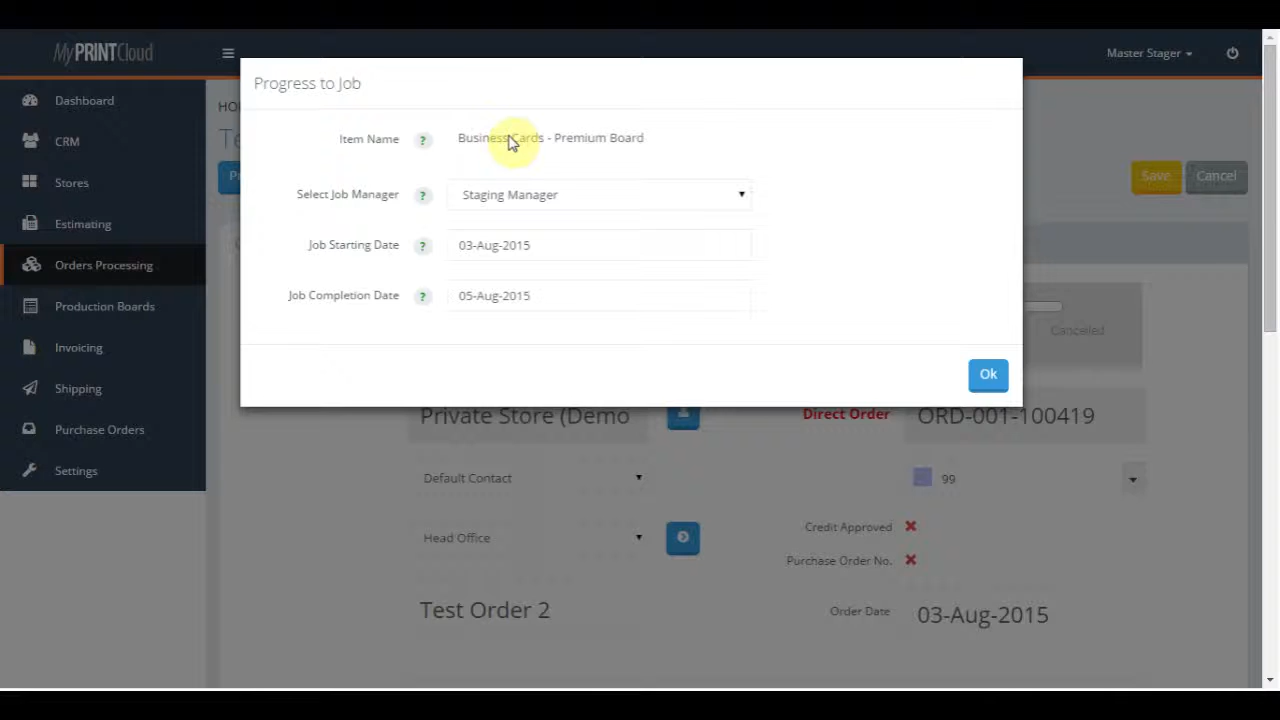 MyPRINTCloud
Master Stager
Dashboard
CRM
Stores
Estimating
Orders Processing
Production Boards
Invoicing
Shipping
Purchase Orders
Settings
HO
Te
Progress to Job
Item Name ? Business Cards - Premium Board
Select Job Manager ? Staging Manager
Job Starting Date ? 03-Aug-2015
Job Completion Date ? 05-Aug-2015
Ok
Save Cancel
Cancelled
Private Store (Demo
Direct Order ORD-001-100419
Default Contact
99
Head Office
Credit Approved
Purchase Order No.
Test Order 2
Order Date 03-Aug-2015